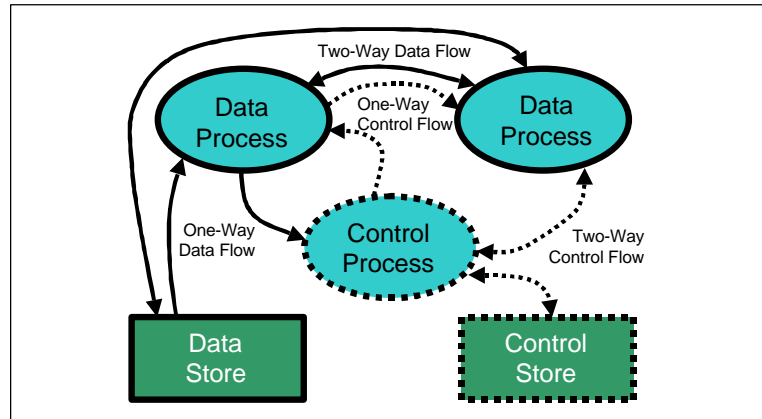 Two-Way Data Flow
Data
Process
One-Way
Control Flow
Data
Process
One-Way
Data Flow
Control
Process
Two-Way
Control Flow
Data
Store
Control
Store